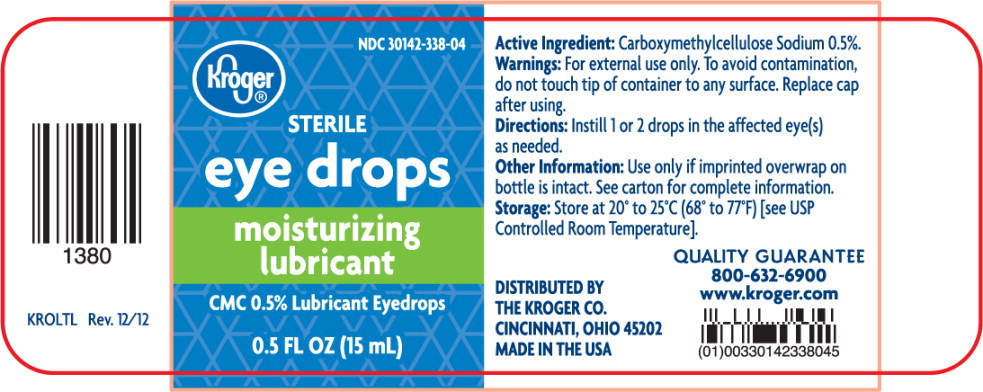 1380
KROLTL Rev. 12/12
NDC 30142-338-04
Kroger®
STERILE
eye drops
moisturizing
lubricant
CMC 0.5% Lubricant Eyedrops
0.5 FL OZ (15 mL)
Active Ingredient: Carboxymethylcellulose Sodium 0.5%.
Warnings: For external use only. To avoid contamination,
do not touch tip of container to any surface. Replace cap
after using.
Directions: Instill 1 or 2 drops in the affected eye(s)
as needed.
Other Information: Use only if imprinted overwrap on
bottle is intact. See carton for complete information.
Storage: Store at 20° to 25°C (68° to 77°F) [see USP
Controlled Room Temperature].
QUALITY GUARANTEE
800-632-6900
www.kroger.com
DISTRIBUTED BY
THE KROGER CO.
CINCINNATI, OHIO 45202
MADE IN THE USA
(01)00330142338045